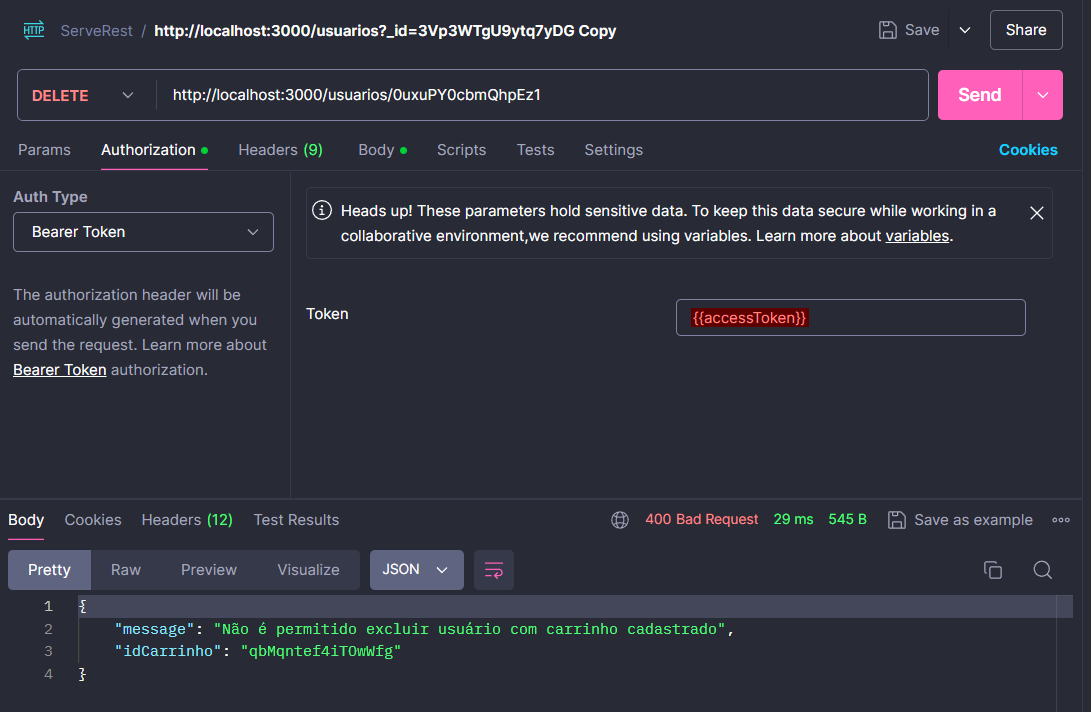 HTTP ServeRest / http://localhost:3000/usuarios?_id=3Vp3WTgU9ytq7yDG Copy Save Share
DELETE http://localhost:3000/usuarios/0uxuPY0cbmQhpEz1 Send
Params Authorization Headers (9) Body Scripts Tests Settings Cookies
Auth Type
Bearer Token
The authorization header will be
automatically generated when you
send the request. Learn more about
Bearer Token authorization.
Heads up! These parameters hold sensitive data. To keep this data secure while working in a
collaborative environment,we recommend using variables. Learn more about variables.
Token {{accessToken}}
Body Cookies Headers (12) Test Results 400 Bad Request 29 ms 545 B Save as example
Pretty Raw Preview Visualize JSON
1 {
2 "message": "Não é permitido excluir usuário com carrinho cadastrado",
3 "idCarrinho": "qbMqntef4iTOwWfg"
4 }